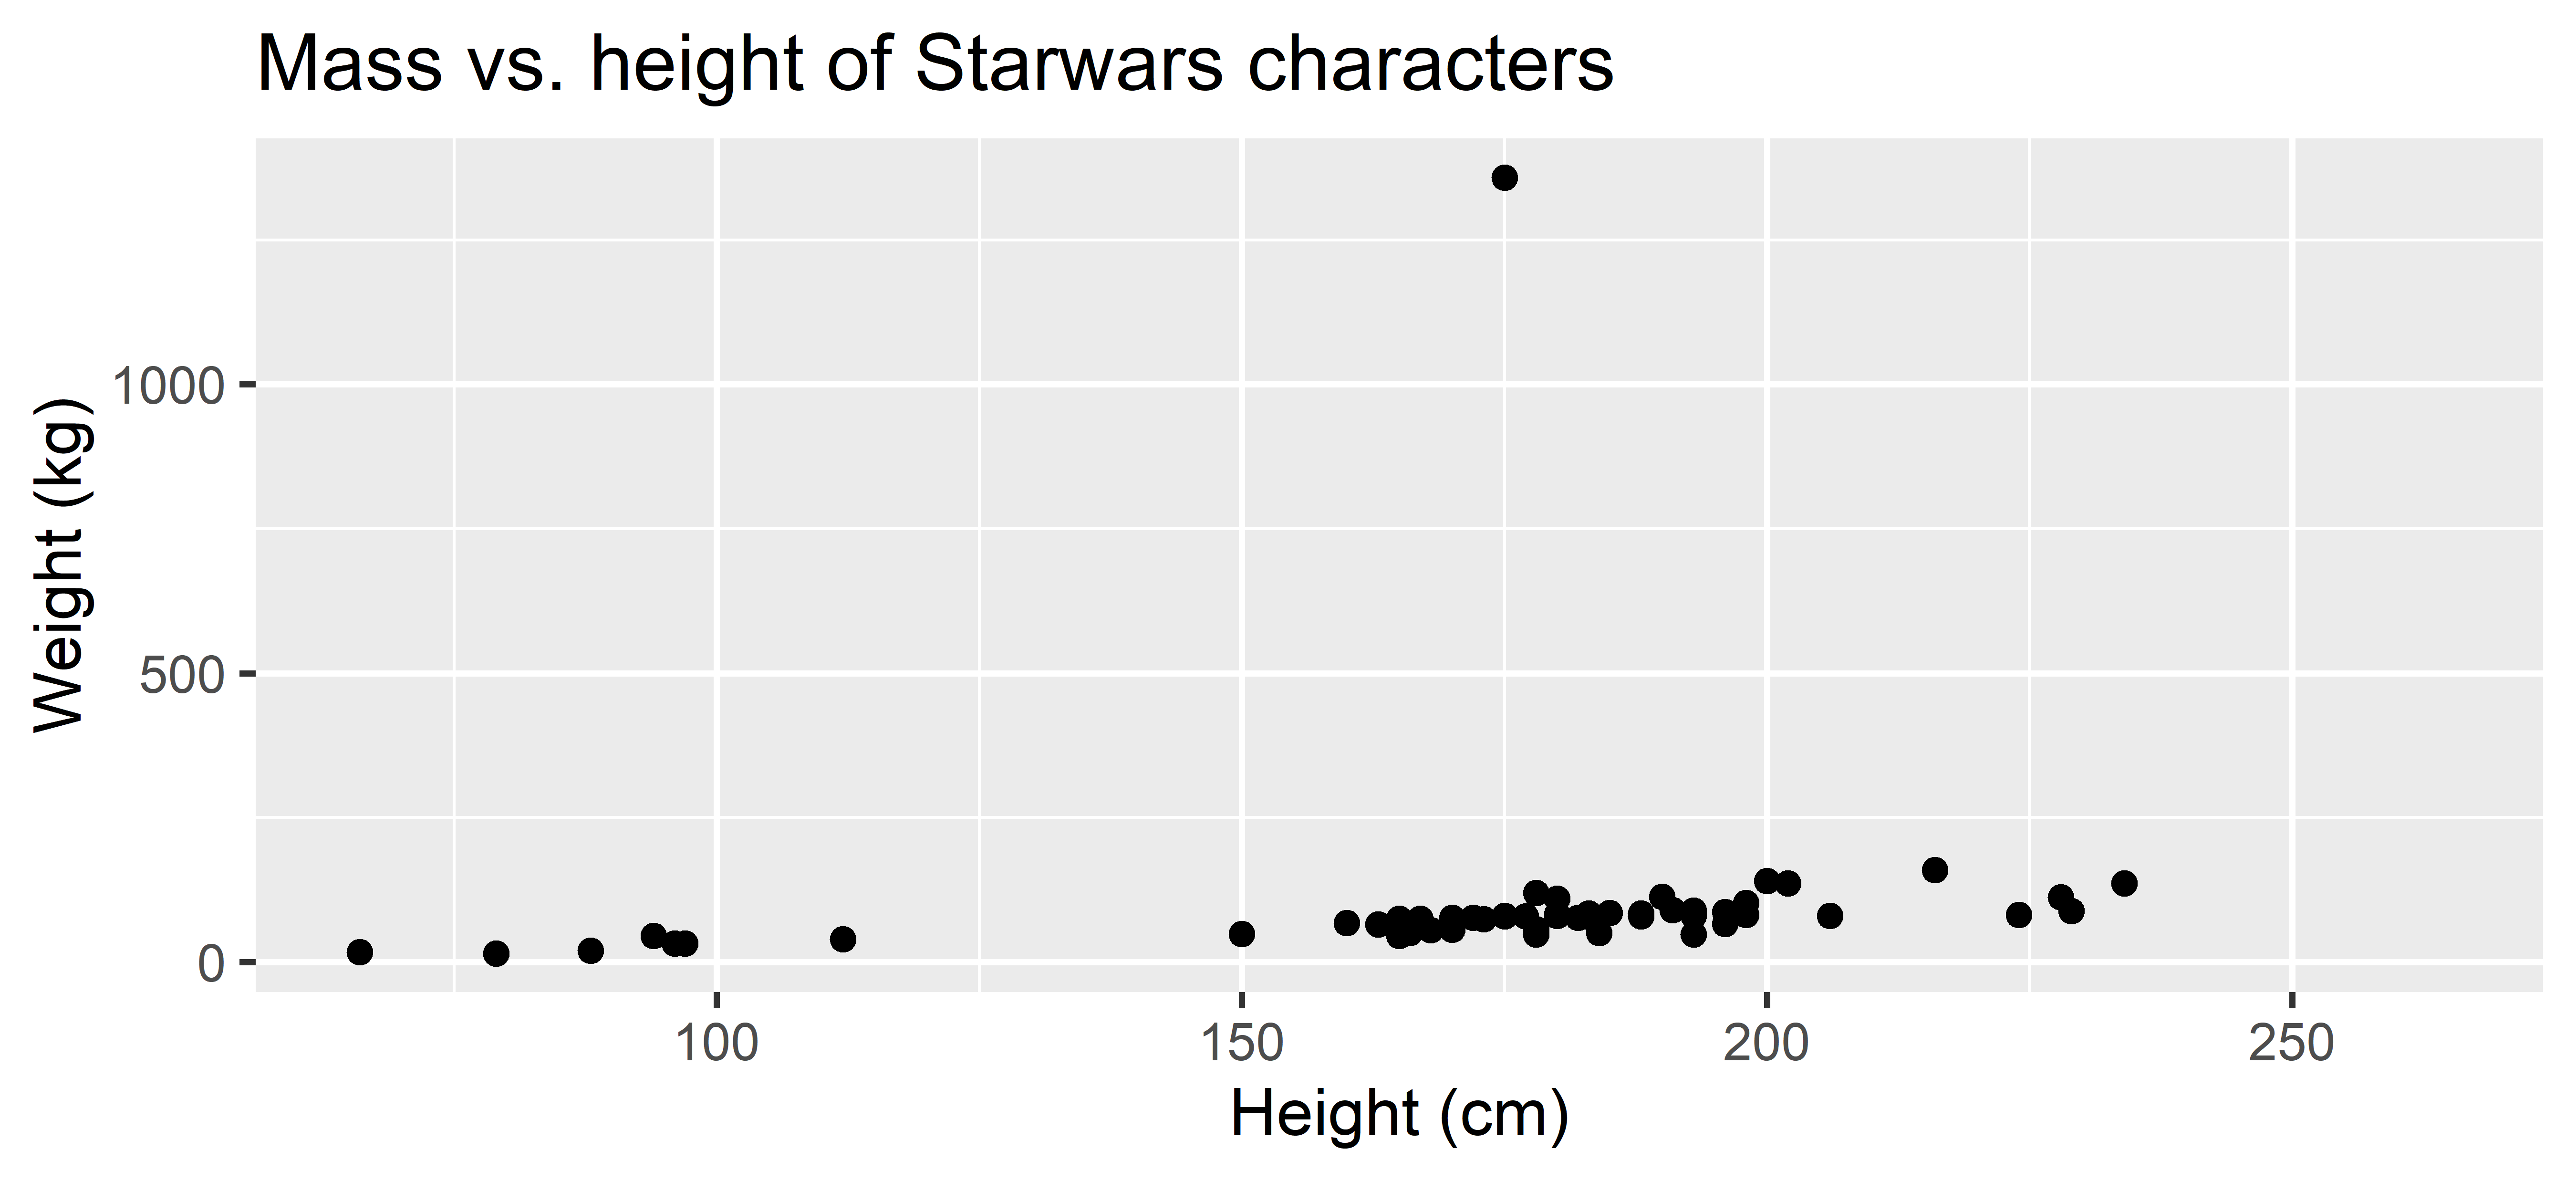 Mass vs. height of Starwars characters
Weight (kg)
1000
500
0
100 150 200 250
Height (cm)